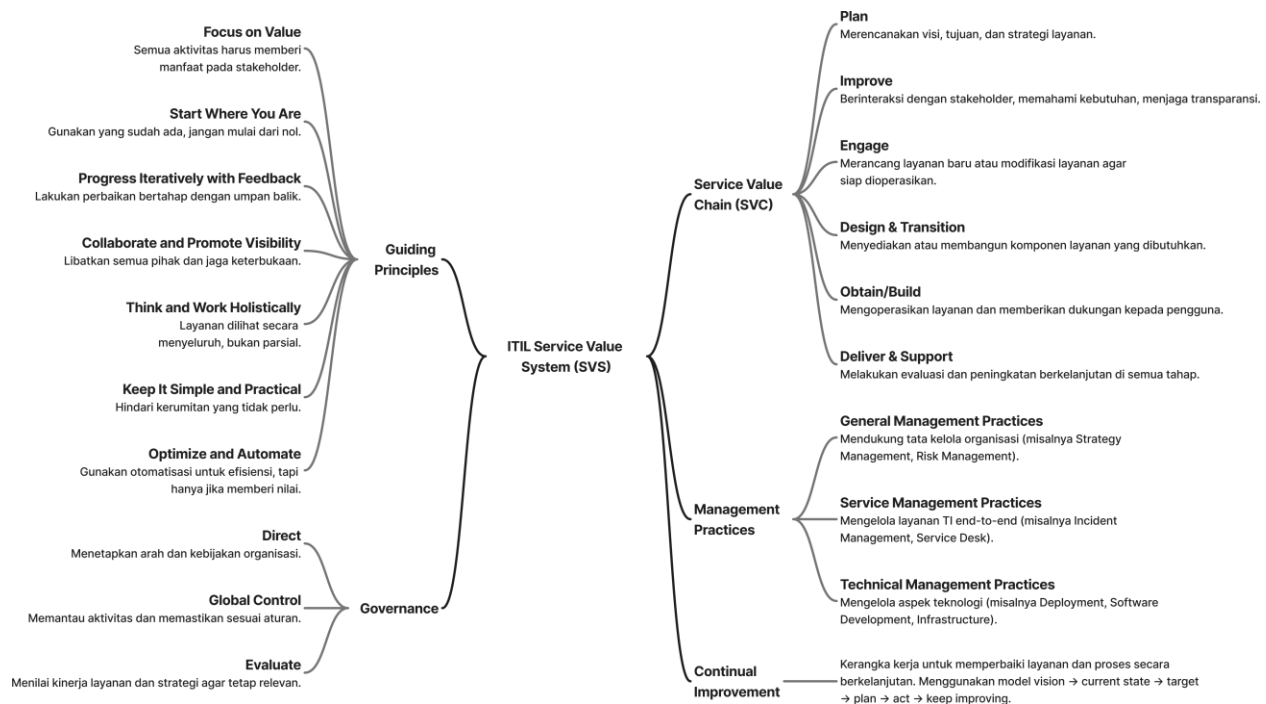 Focus on Value
Semua aktivitas harus memberi
manfaat pada stakeholder.
Start Where You Are
Gunakan yang sudah ada, jangan mulai dari nol.
Progress Iteratively with Feedback
Lakukan perbaikan bertahap dengan umpan balik.
Collaborate and Promote Visibility
Libatkan semua pihak dan jaga keterbukaan.
Think and Work Holistically
Layanan dilihat secara
menyeluruh, bukan parsial.
Keep It Simple and Practical
Hindari kerumitan yang tidak perlu.
Optimize and Automate
Gunakan otomatisasi untuk efisiensi, tapi
hanya jika memberi nilai.
Guiding
Principles
Direct
Menetapkan arah dan kebijakan organisasi.
Global Control
Memantau aktivitas dan memastikan sesuai aturan.
Evaluate
Menilai kinerja layanan dan strategi agar tetap relevan.
Governance
ITIL Service Value
System (SVS)
Service Value
Chain (SVC)
Plan
Merencanakan visi, tujuan, dan strategi layanan.
Improve
Berinteraksi dengan stakeholder, memahami kebutuhan, menjaga transparansi.
Engage
Merancang layanan baru atau modifikasi layanan agar
siap dioperasikan.
Design & Transition
Menyediakan atau membangun komponen layanan yang dibutuhkan.
Obtain/Build
Mengoperasikan layanan dan memberikan dukungan kepada pengguna.
Deliver & Support
Melakukan evaluasi dan peningkatan berkelanjutan di semua tahap.
Management
Practices
General Management Practices
Mendukung tata kelola organisasi (misalnya Strategy
Management, Risk Management).
Service Management Practices
Mengelola layanan TI end-to-end (misalnya Incident
Management, Service Desk).
Technical Management Practices
Mengelola aspek teknologi (misalnya Deployment, Software
Development, Infrastructure).
Continual
Improvement
Kerangka kerja untuk memperbaiki layanan dan proses secara
berkelanjutan. Menggunakan model vision → current state → target
→ plan → act → keep improving.